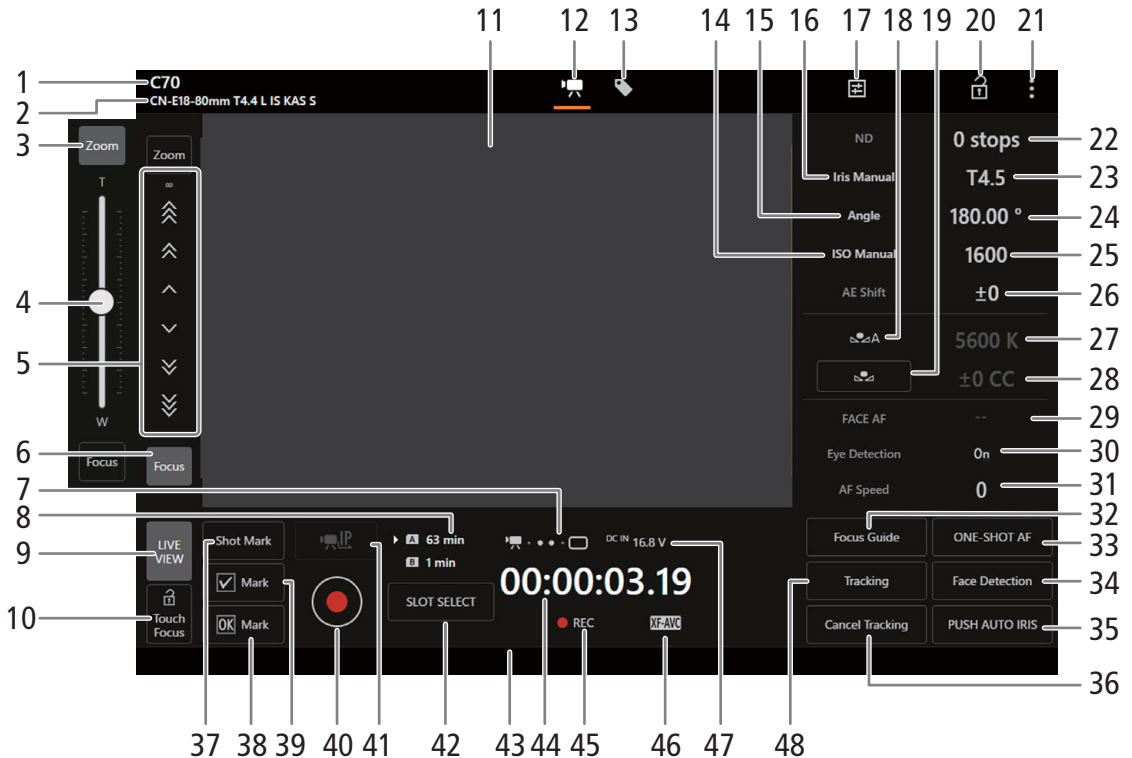 11 12 13 14 15 16 17 18 19 20 21
1 C70
2 CN-E18-80mm T4.4 L IS KAS S
3 Zoom
Zoom
ND 0 stops 22
T ∞
Iris Manual T4.5 23
Angle 180.00 ° 24
ISO Manual 1600 25
4
AE Shift ±0 26
5
A 5600 K 27
±0 CC 28
W
FACE AF -- 29
6 Focus
Focus
Eye Detection On 30
7
AF Speed 0 31
8
32
9 LIVE VIEW
Shot Mark
IP
A 63 min
DC IN 16.8 V
Focus Guide
ONE-SHOT AF 33
B 1 min
Mark
00:00:03.19
Tracking
Face Detection 34
10 Touch Focus
SLOT SELECT
OK Mark
REC
XF-AVC
Cancel Tracking
PUSH AUTO IRIS 35
36
37 38 39 40 41 42 43 44 45 46 47 48